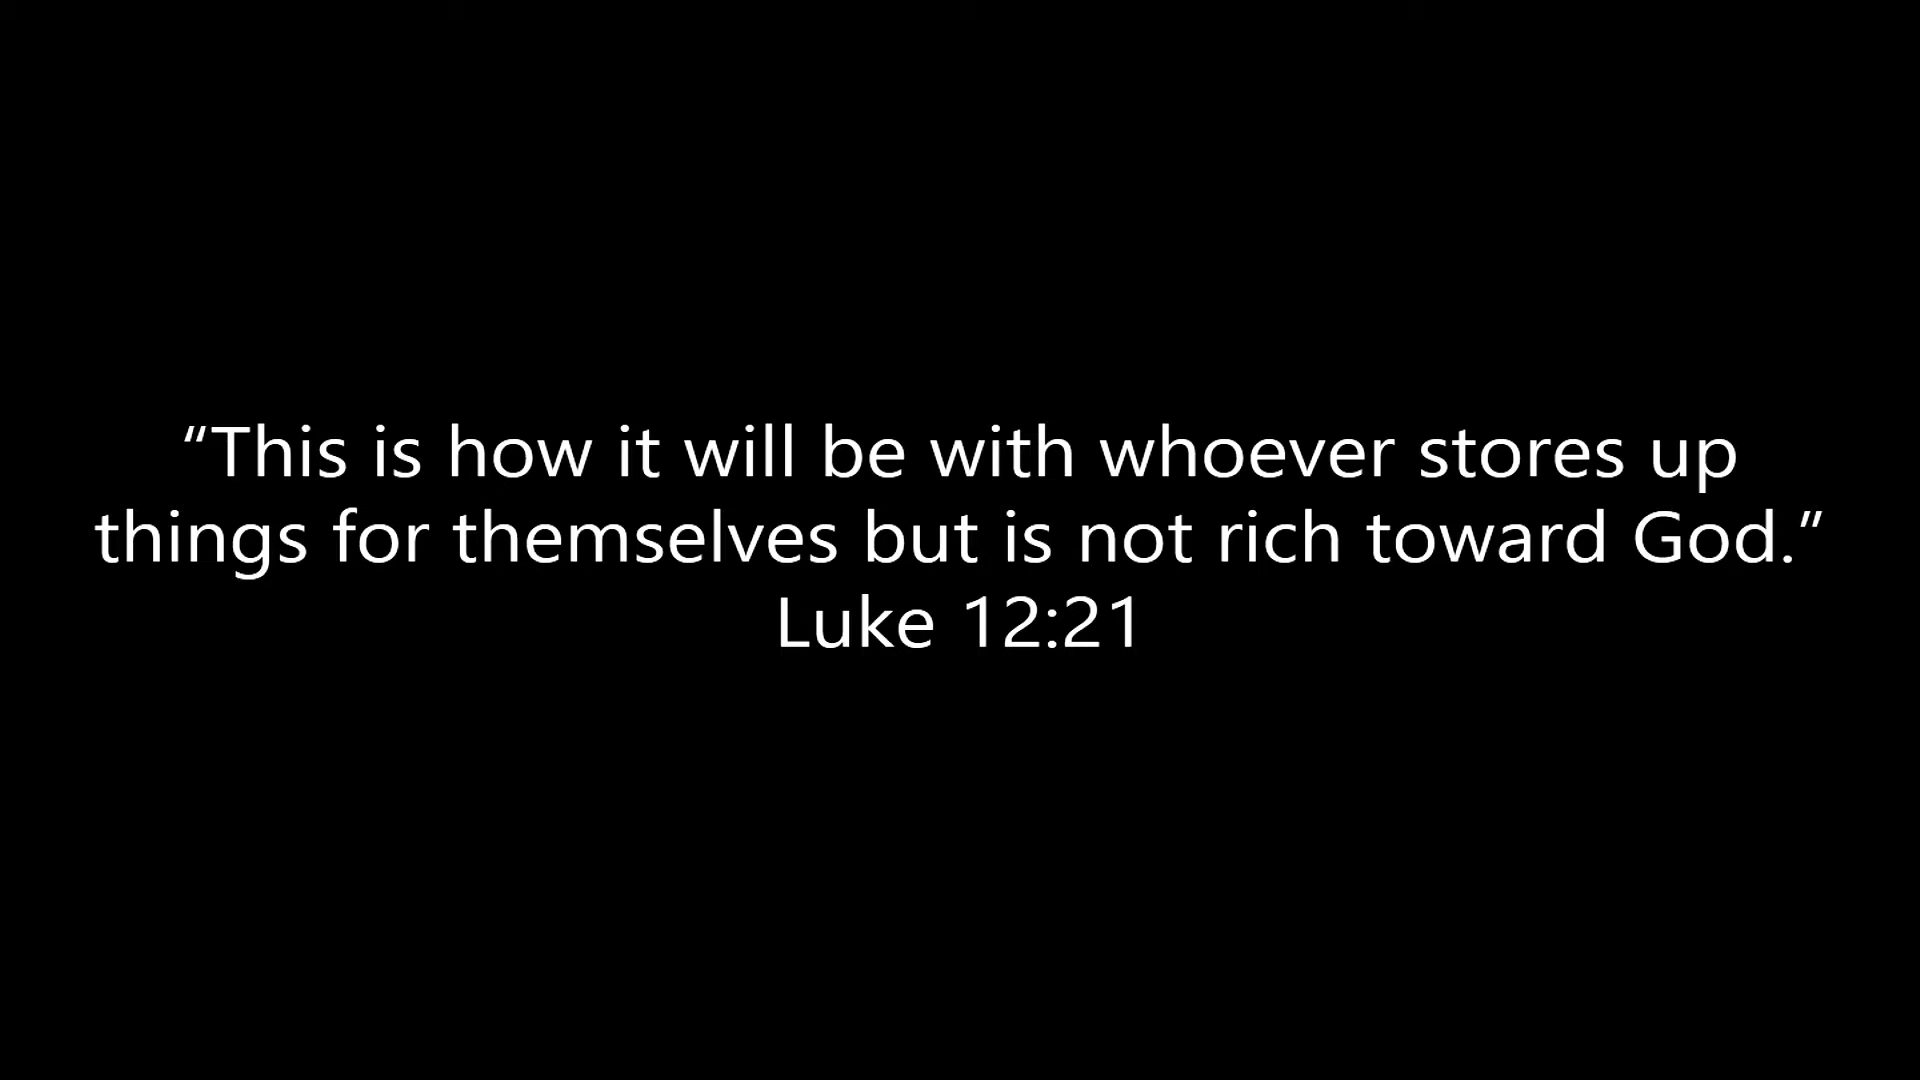 “This is how it will be with whoever stores up
things for themselves but is not rich toward God.”
Luke 12:21